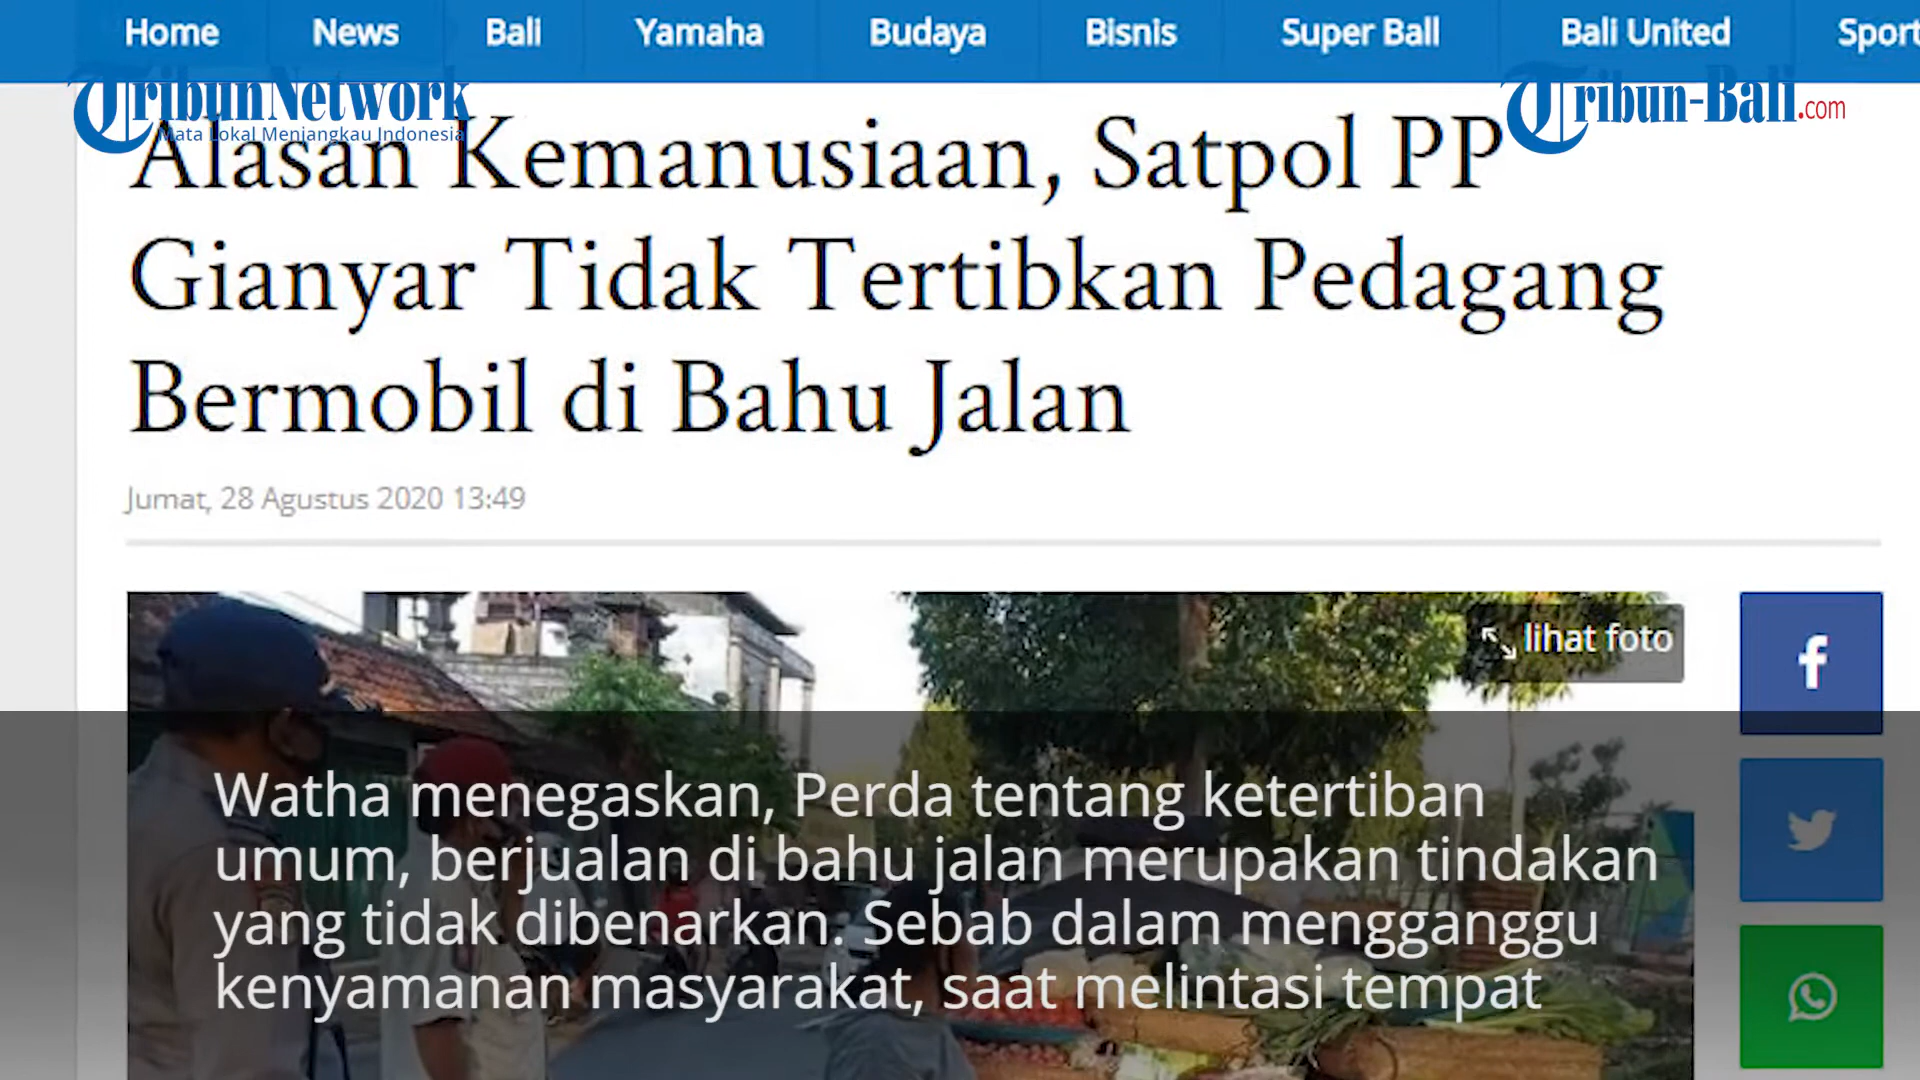 Home News Bali Yamaha Budaya Bisnis Super Ball Bali United Sport
TribunNetwork
Mata Lokal Menjangkau Indonesia
Tribun-Bali.com
Alasan Kemanusiaan, Satpol PP
Gianyar Tidak Tertibkan Pedagang
Bermobil di Bahu Jalan
Jumat, 28 Agustus 2020 13:49
lihat foto
Watha menegaskan, Perda tentang ketertiban
umum, berjualan di bahu jalan merupakan tindakan
yang tidak dibenarkan. Sebab dalam mengganggu
kenyamanan masyarakat, saat melintasi tempat